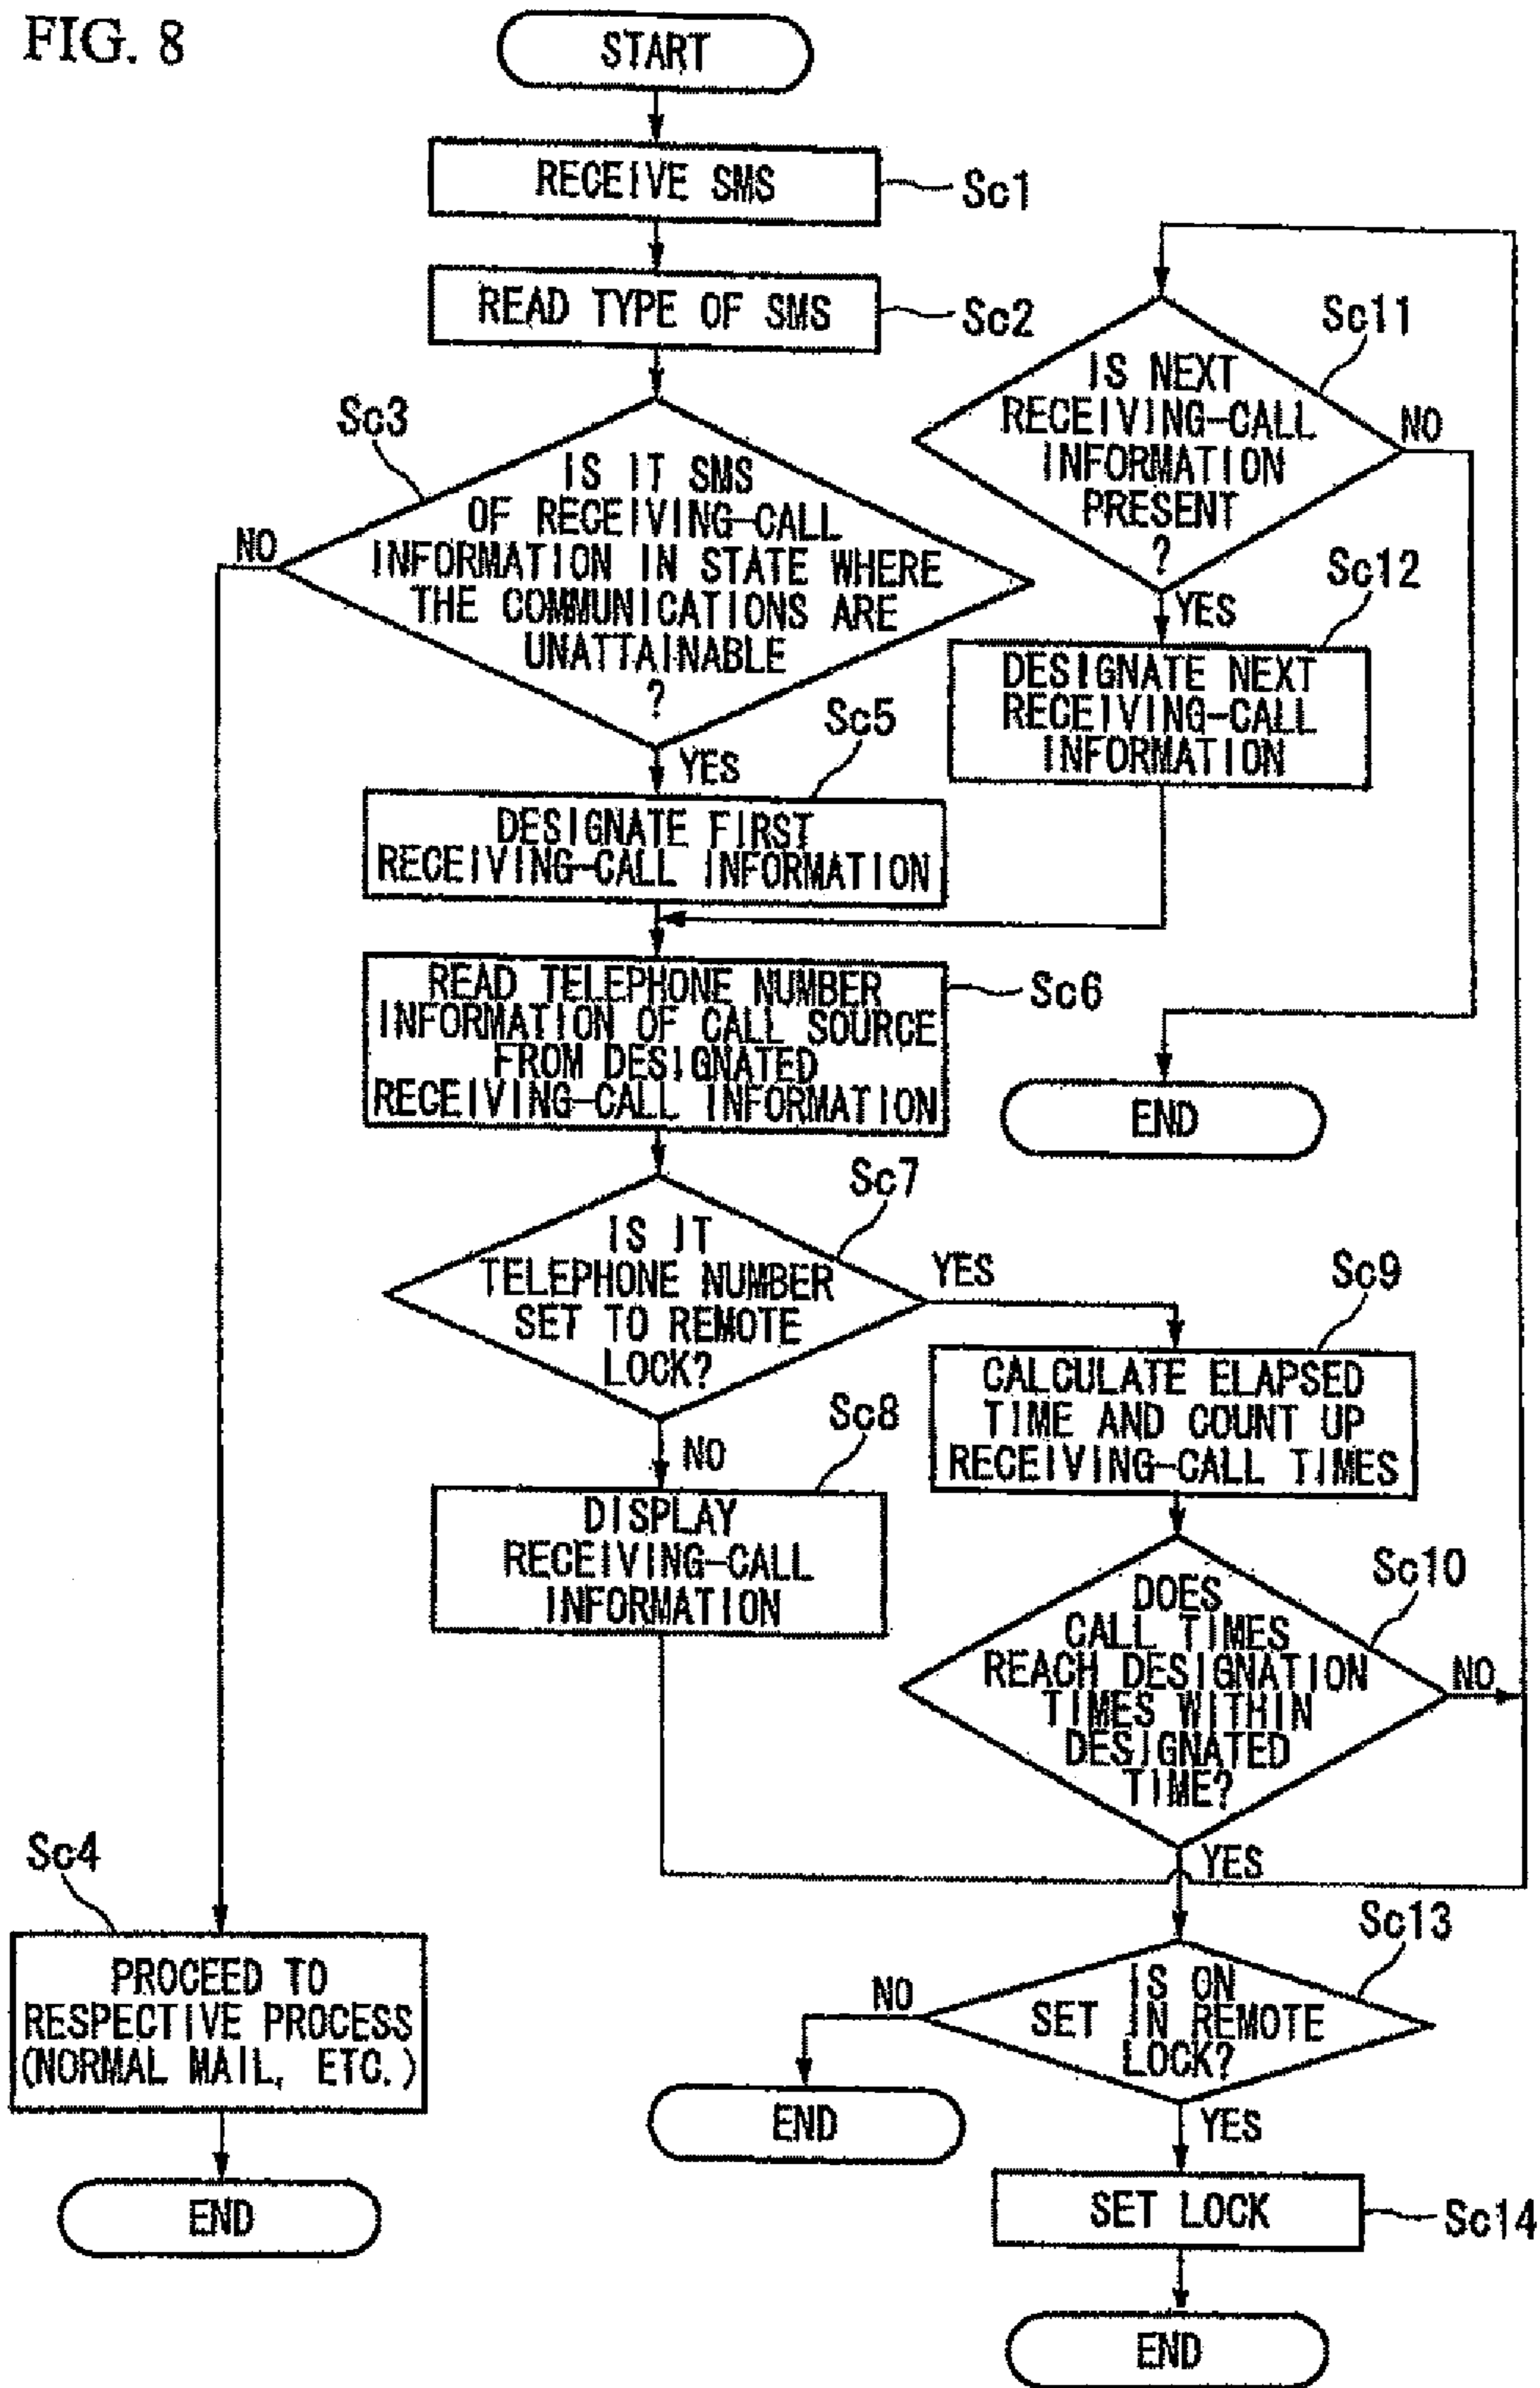 FIG. 8
START
RECEIVE SMS
Sc1
READ TYPE OF SMS
Sc2
Sc3
IS IT SMS
OF RECEIVING-CALL
INFORMATION IN STATE WHERE
THE COMMUNICATIONS ARE
UNATTAINABLE
?
NO
YES
Sc5
DESIGNATE FIRST
RECEIVING-CALL INFORMATION
Sc11
IS NEXT
RECEIVING-CALL
INFORMATION
PRESENT
?
NO
YES
Sc12
DESIGNATE NEXT
RECEIVING-CALL
INFORMATION
READ TELEPHONE NUMBER
INFORMATION OF CALL SOURCE
FROM DESIGNATED
RECEIVING-CALL INFORMATION
Sc6
END
Sc7
IS IT
TELEPHONE NUMBER
SET TO REMOTE
LOCK?
YES
NO
Sc9
CALCULATE ELAPSED
TIME AND COUNT UP
RECEIVING-CALL TIMES
Sc8
DISPLAY
RECEIVING-CALL
INFORMATION
Sc10
DOES
CALL TIMES
REACH DESIGNATION
TIMES WITHIN
DESIGNATED
TIME?
NO
YES
Sc4
PROCEED TO
RESPECTIVE PROCESS
(NORMAL MAIL, ETC.)
END
Sc13
IS ON
SET IN REMOTE
LOCK?
NO
END
YES
SET LOCK
Sc14
END